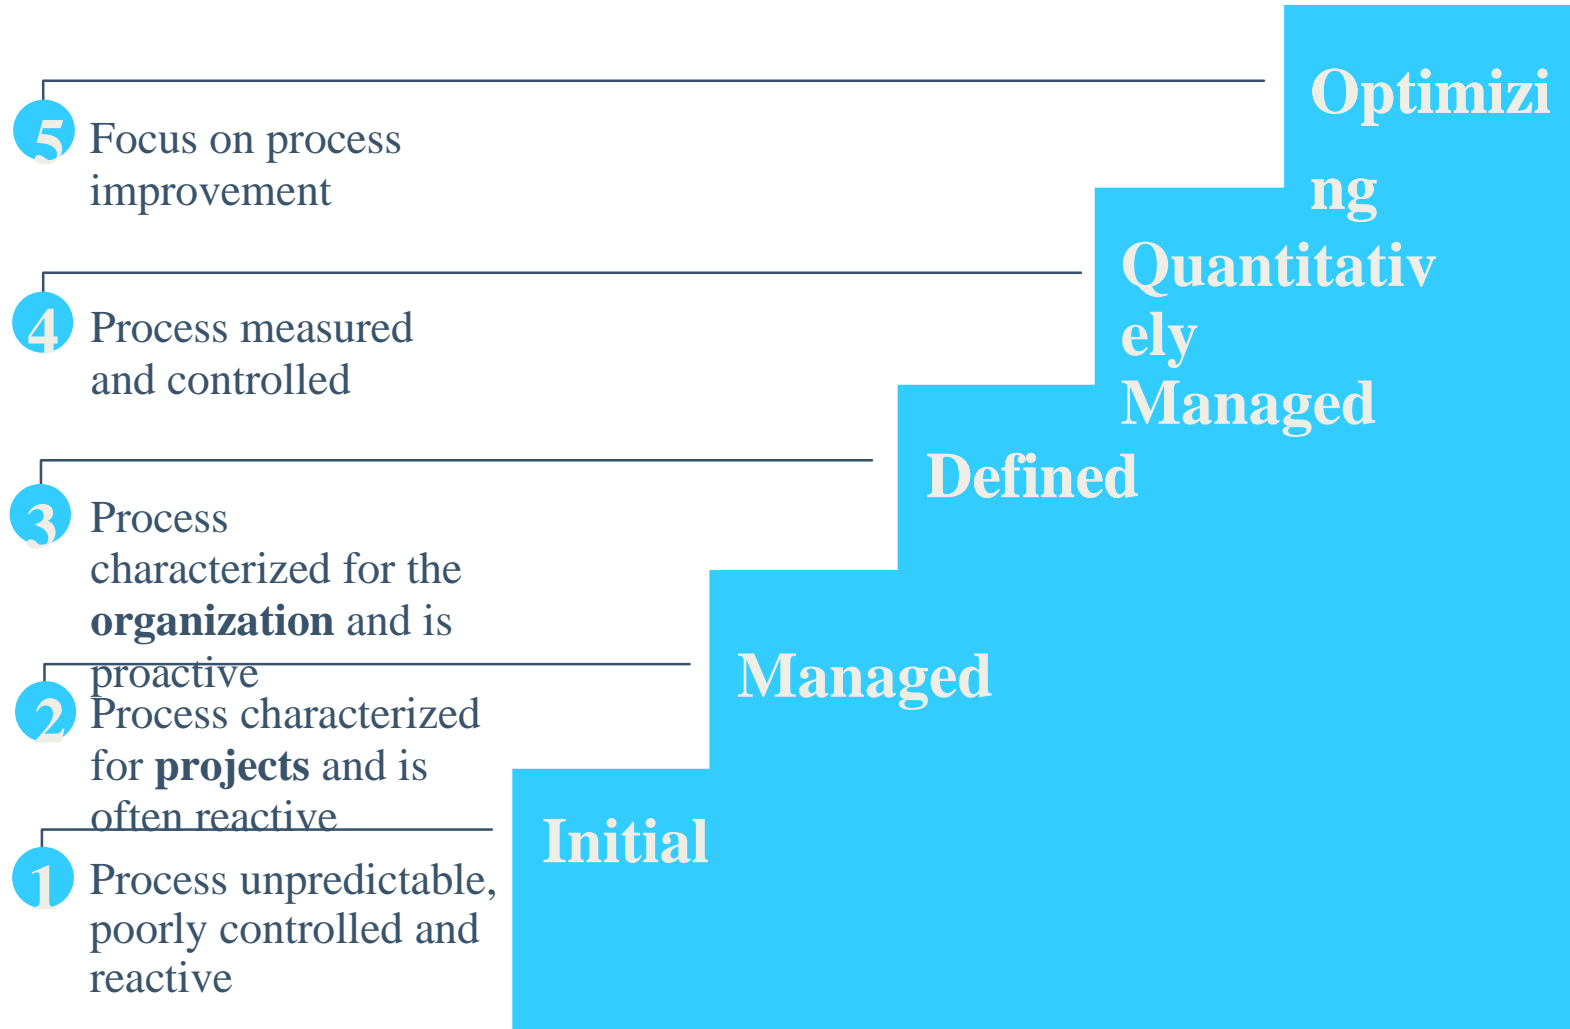 Optimizi
ng
5
Focus on process
improvement
Quantitativ
ely
Managed
4
Process measured
and controlled
Defined
3
Process
characterized for the
organization and is
proactive
Managed
2
Process characterized
for projects and is
often reactive
Initial
1
Process unpredictable,
poorly controlled and
reactive